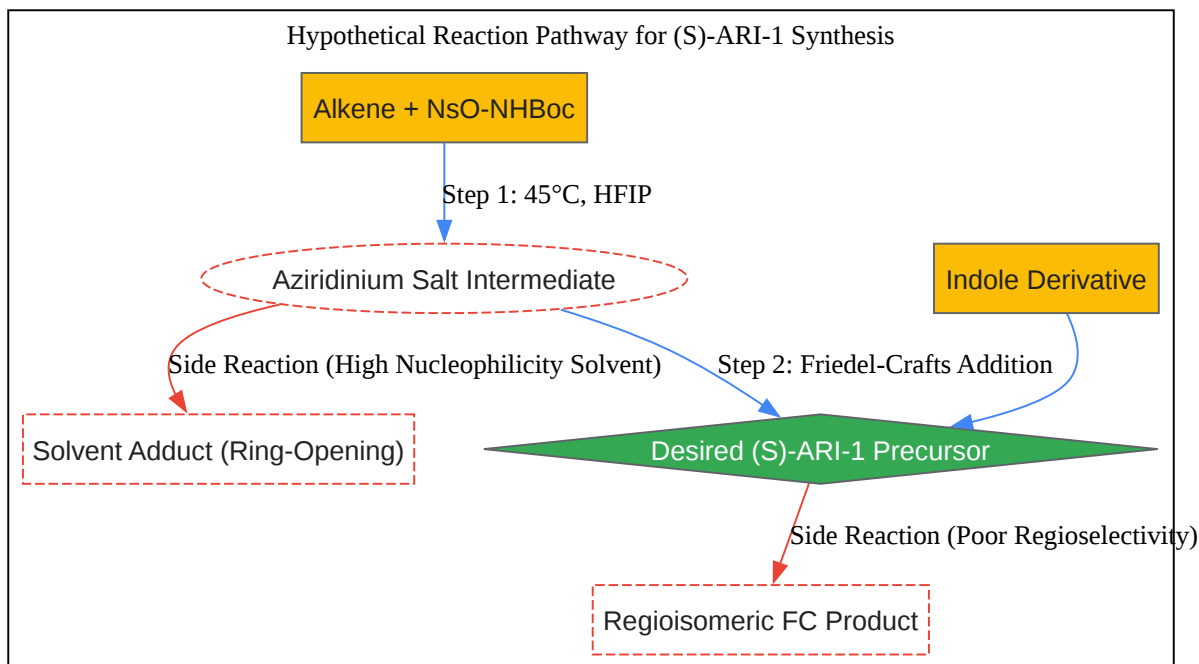 Hypothetical Reaction Pathway for (S)-ARI-1 Synthesis
Alkene + NsO-NHBoc
Step 1: 45°C, HFIP
Aziridinium Salt Intermediate
Indole Derivative
Side Reaction (High Nucleophilicity Solvent)
Step 2: Friedel-Crafts Addition
Solvent Adduct (Ring-Opening)
Desired (S)-ARI-1 Precursor
Side Reaction (Poor Regioselectivity)
Regioisomeric FC Product